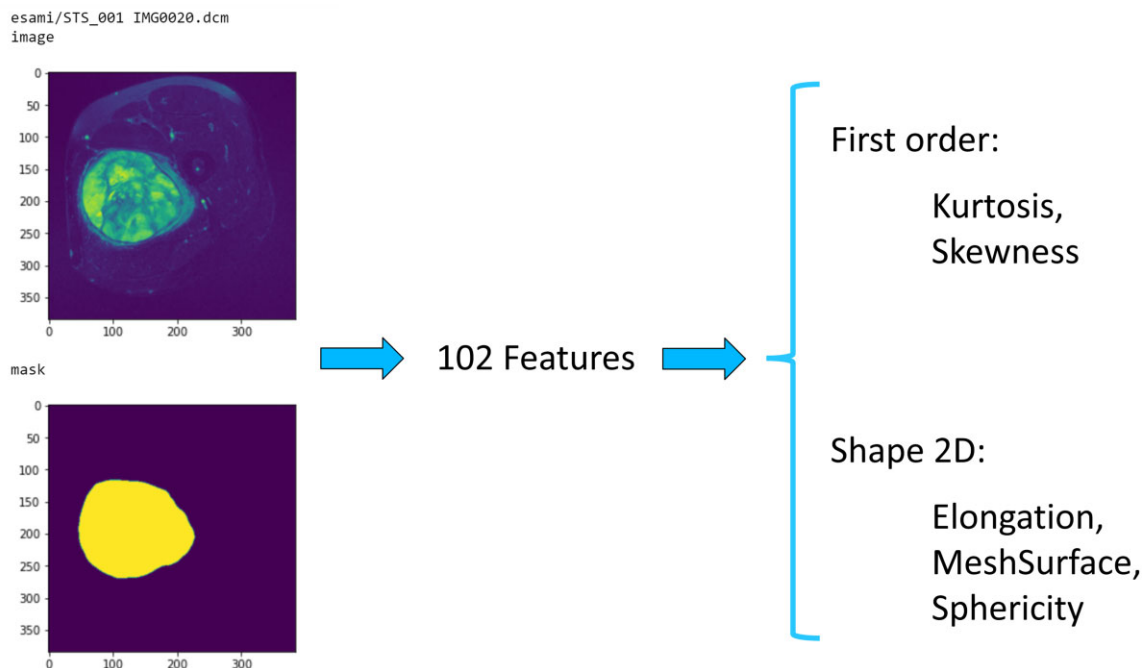 esami/STS_001 IMG0020.dcm
image
0
50
100
150
200
250
300
350
0 100 200 300
mask
0
50
100
150
200
250
300
350
0 100 200 300
102 Features
First order:
Kurtosis,
Skewness
Shape 2D:
Elongation,
MeshSurface,
Sphericity